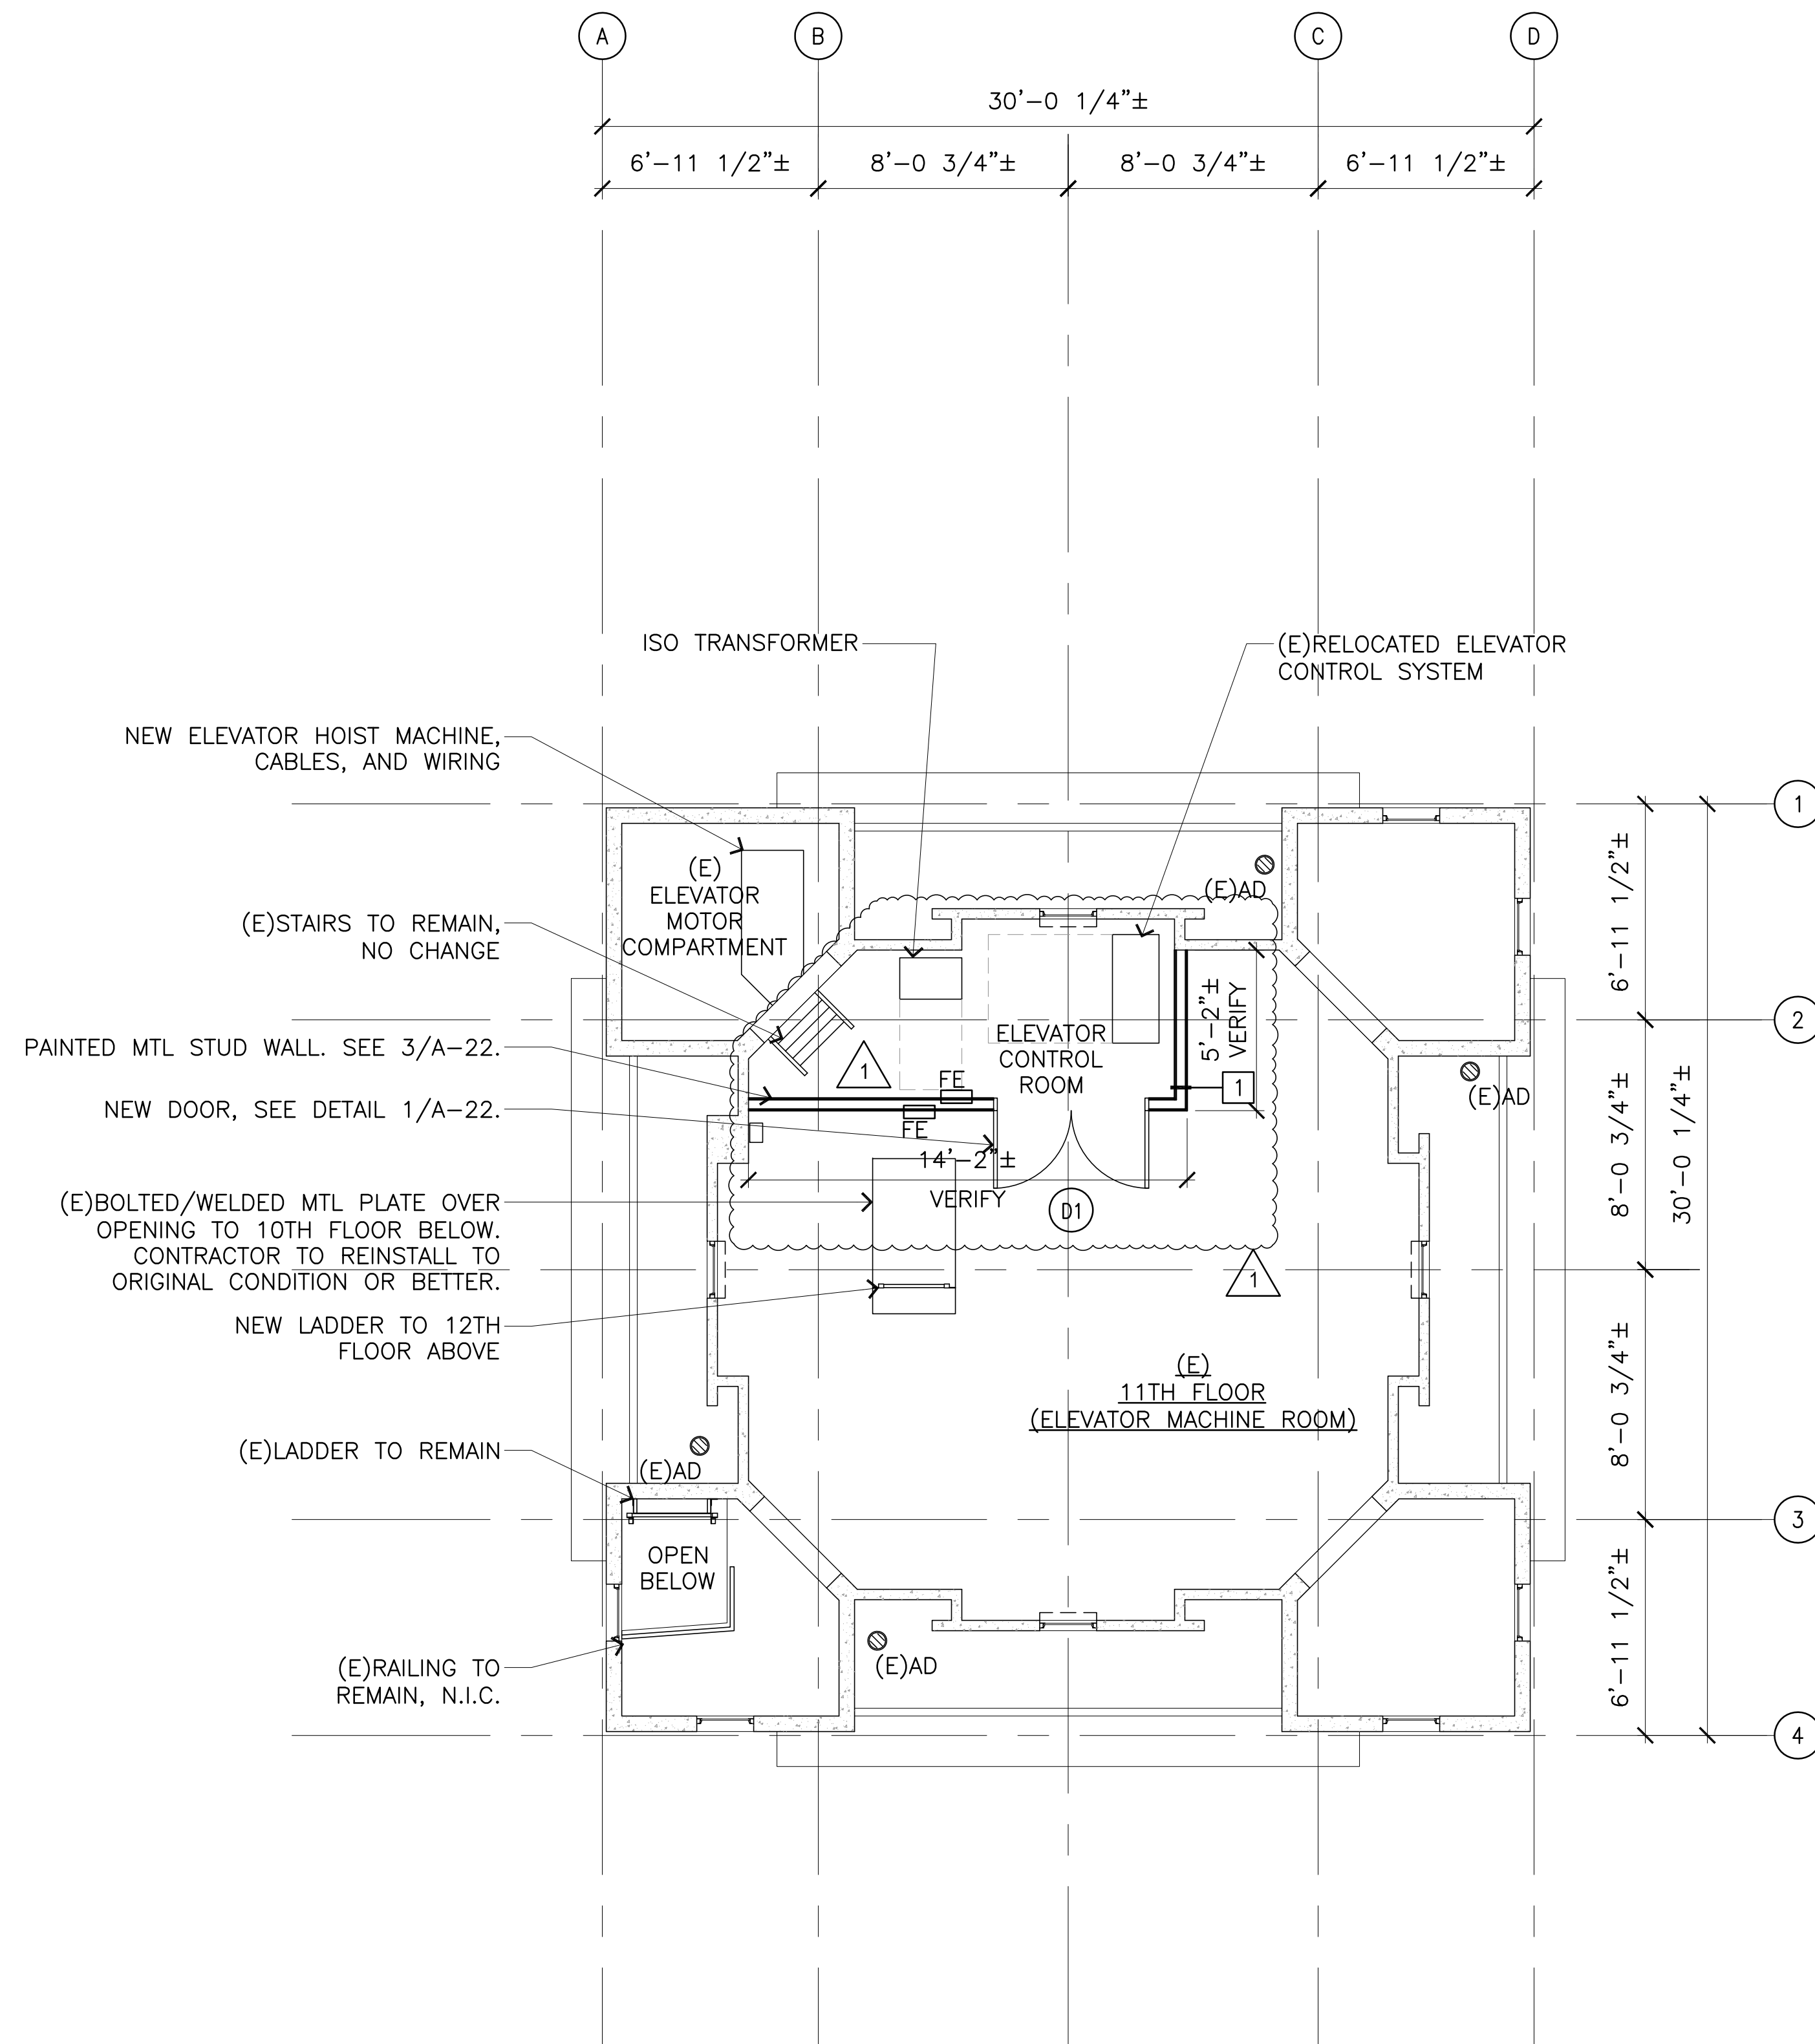 A
B
C
D
30'-0 1/4"±
6'-11 1/2"±
8'-0 3/4"±
8'-0 3/4"±
6'-11 1/2"±
ISO TRANSFORMER
(E)RELOCATED ELEVATOR
CONTROL SYSTEM
NEW ELEVATOR HOIST MACHINE,
CABLES, AND WIRING
(E)STAIRS TO REMAIN,
NO CHANGE
PAINTED MTL STUD WALL. SEE 3/A-22.
NEW DOOR, SEE DETAIL 1/A-22.
(E)BOLTED/WELDED MTL PLATE OVER
OPENING TO 10TH FLOOR BELOW.
CONTRACTOR TO REINSTALL TO
ORIGINAL CONDITION OR BETTER.
NEW LADDER TO 12TH
FLOOR ABOVE
(E)LADDER TO REMAIN
(E)RAILING TO
REMAIN, N.I.C.
(E)
ELEVATOR
MOTOR
COMPARTMENT
(E)AD
ELEVATOR
CONTROL
ROOM
5'-2"±
VERIFY
1
1
FE
FE
14'-2"±
VERIFY
D1
1
(E)AD
(E)
11TH FLOOR
(ELEVATOR MACHINE ROOM)
(E)AD
OPEN
BELOW
(E)AD
1
2
3
4
6'-11 1/2"±
8'-0 3/4"±
8'-0 3/4"±
6'-11 1/2"±
30'-0 1/4"±